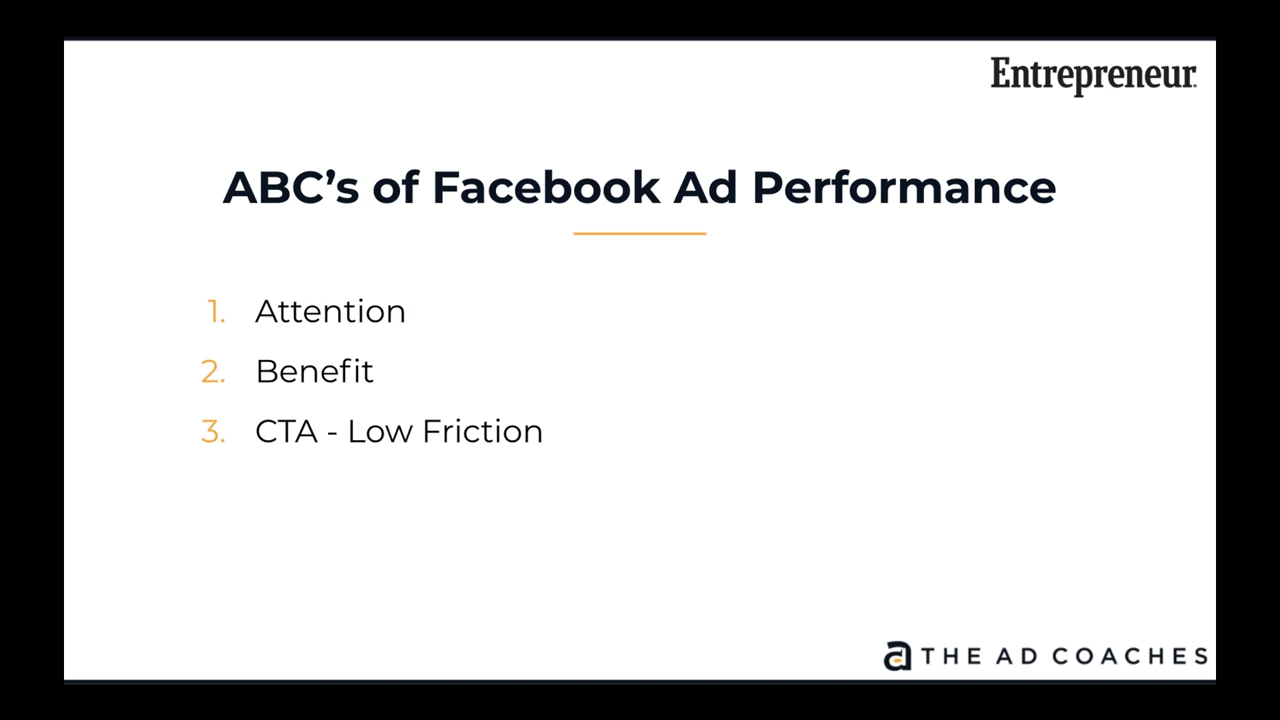 Entrepreneur.
ABC’s of Facebook Ad Performance
1. Attention
2. Benefit
3. CTA - Low Friction
a THE AD COACHES